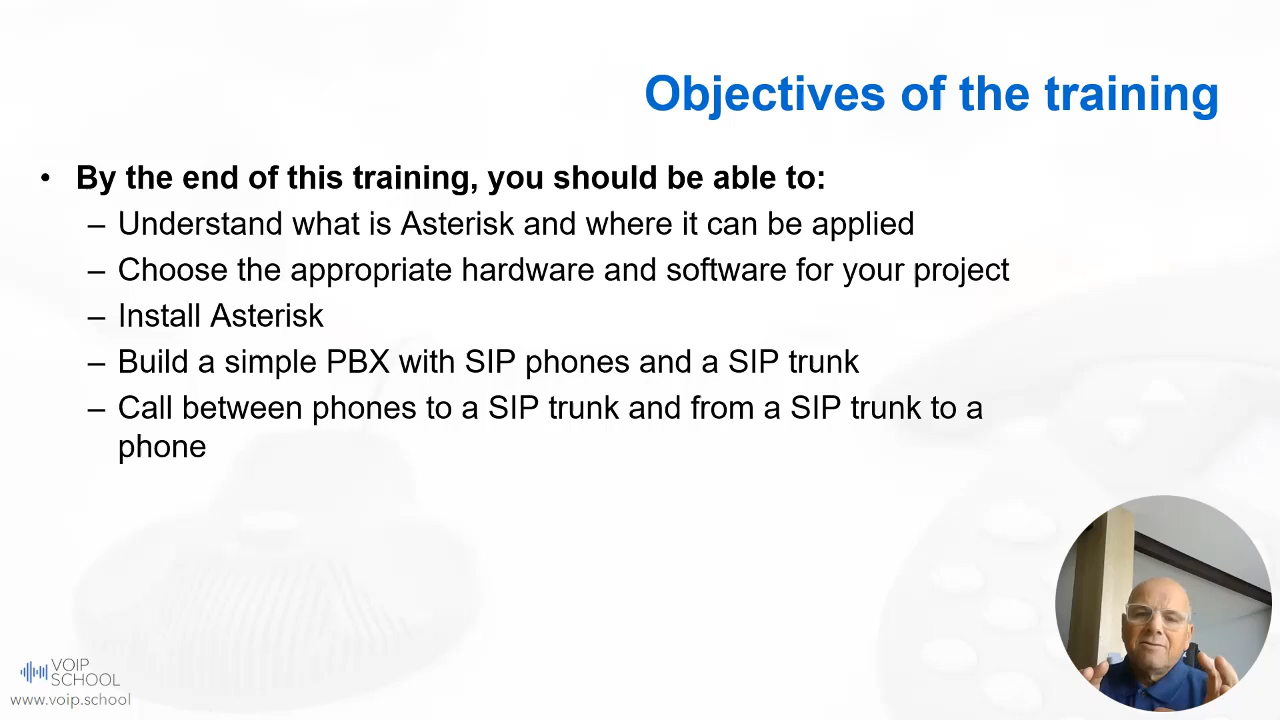 Objectives of the training
• By the end of this training, you should be able to:
– Understand what is Asterisk and where it can be applied
– Choose the appropriate hardware and software for your project
– Install Asterisk
– Build a simple PBX with SIP phones and a SIP trunk
– Call between phones to a SIP trunk and from a SIP trunk to a
phone
VOIP
SCHOOL
www.voip.school